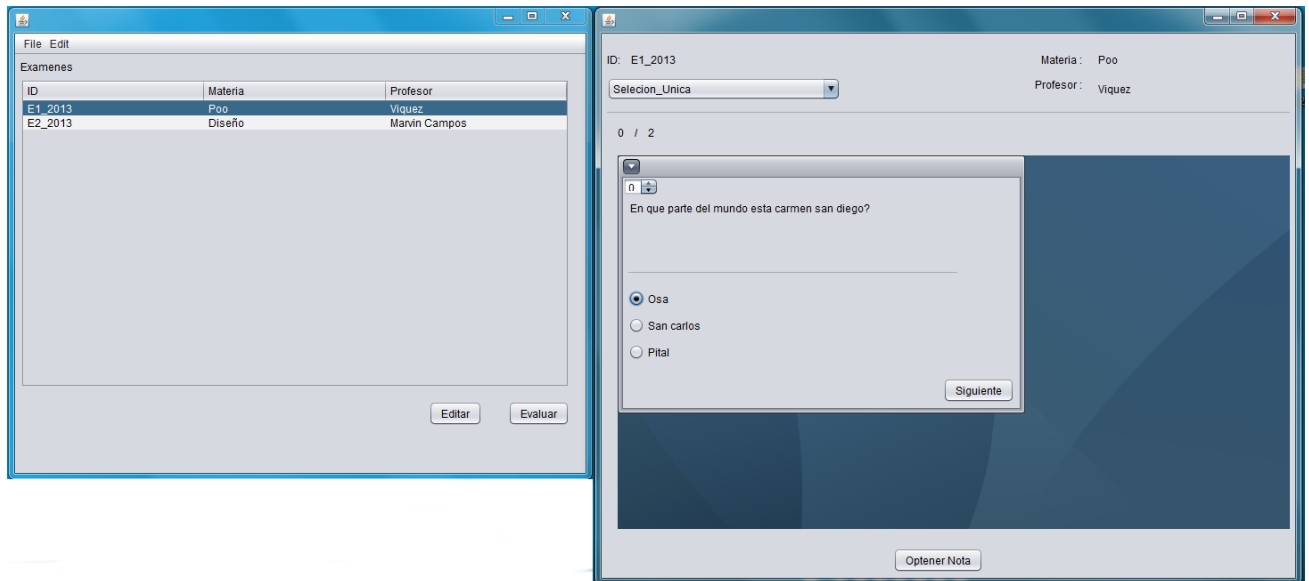 File Edit
Examenes
ID Materia Profesor
E1_2013 Poo Viquez
E2_2013 Diseño Marvin Campos
Editar Evaluar
ID: E1_2013 Materia : Poo
Selecion_Unica Profesor : Viquez
0 / 2
0
En que parte del mundo esta carmen san diego?
Osa
San carlos
Pital
Siguiente
Optener Nota